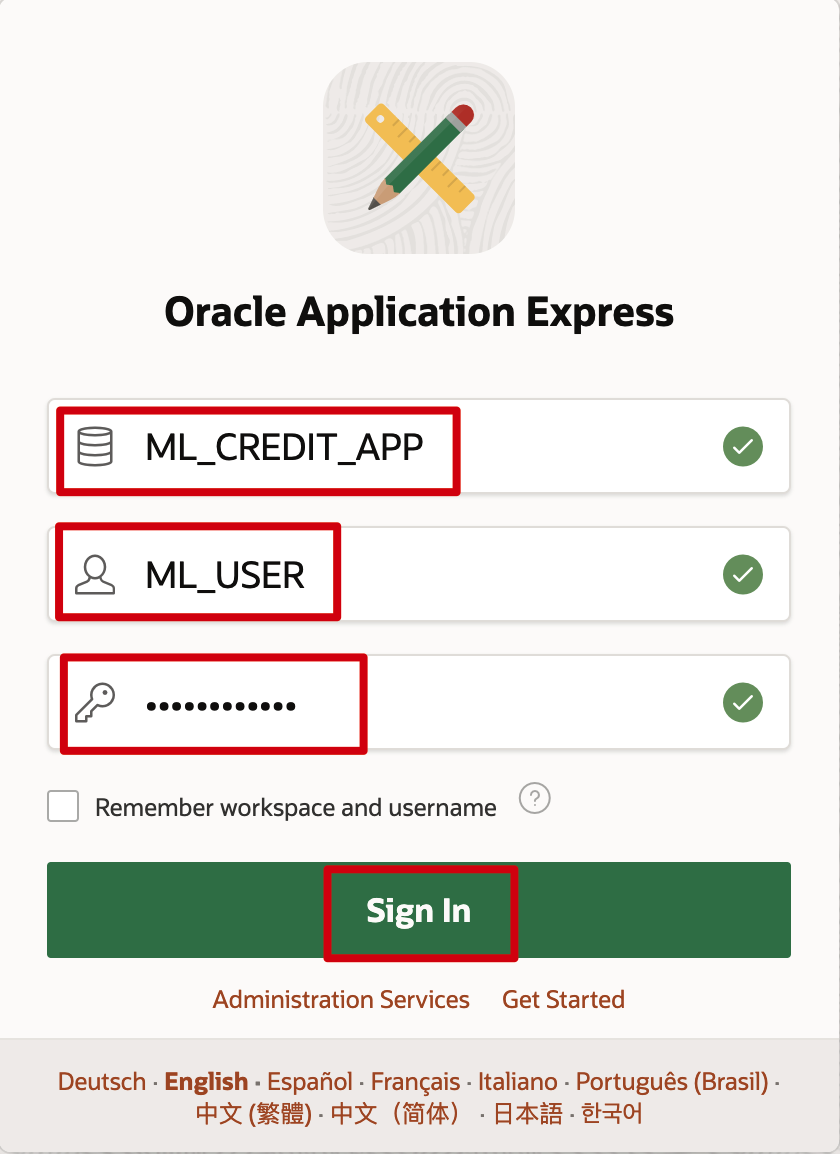 Oracle Application Express
ML_CREDIT_APP
ML_USER
••••••••••••
Remember workspace and username ?
Sign In
Administration Services Get Started
Deutsch · English · Español · Français · Italiano · Português (Brasil) ·
中文 (繁體) · 中文（简体） · 日本語 · 한국어